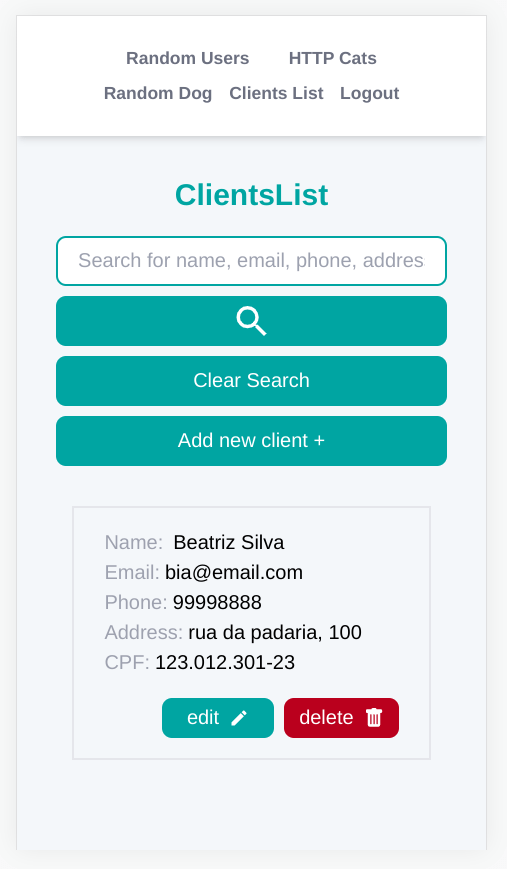 Random Users HTTP Cats
Random Dog Clients List Logout
ClientsList
Search for name, email, phone, addres
Clear Search
Add new client +
Name: Beatriz Silva
Email: bia@email.com
Phone: 99998888
Address: rua da padaria, 100
CPF: 123.012.301-23
edit delete